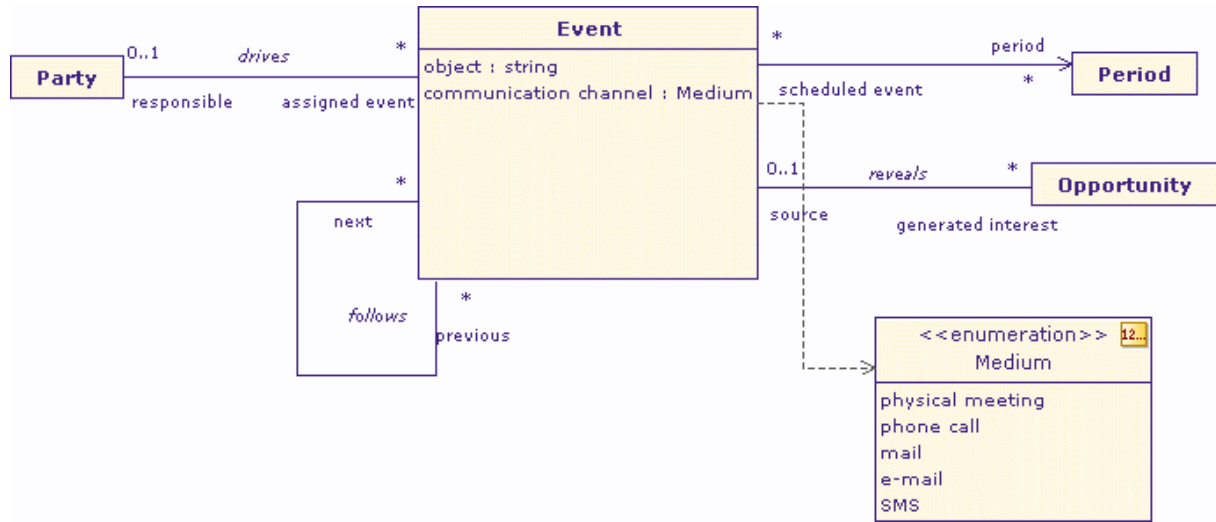 Event
object : string
communication channel : Medium
Party
0..1
drives
*
responsible
assigned event
*
period
scheduled event
*
Period
0..1
reveals
*
source
generated interest
Opportunity
*
next
follows
*
previous
<<enumeration>>
12...
Medium
physical meeting
phone call
mail
e-mail
SMS